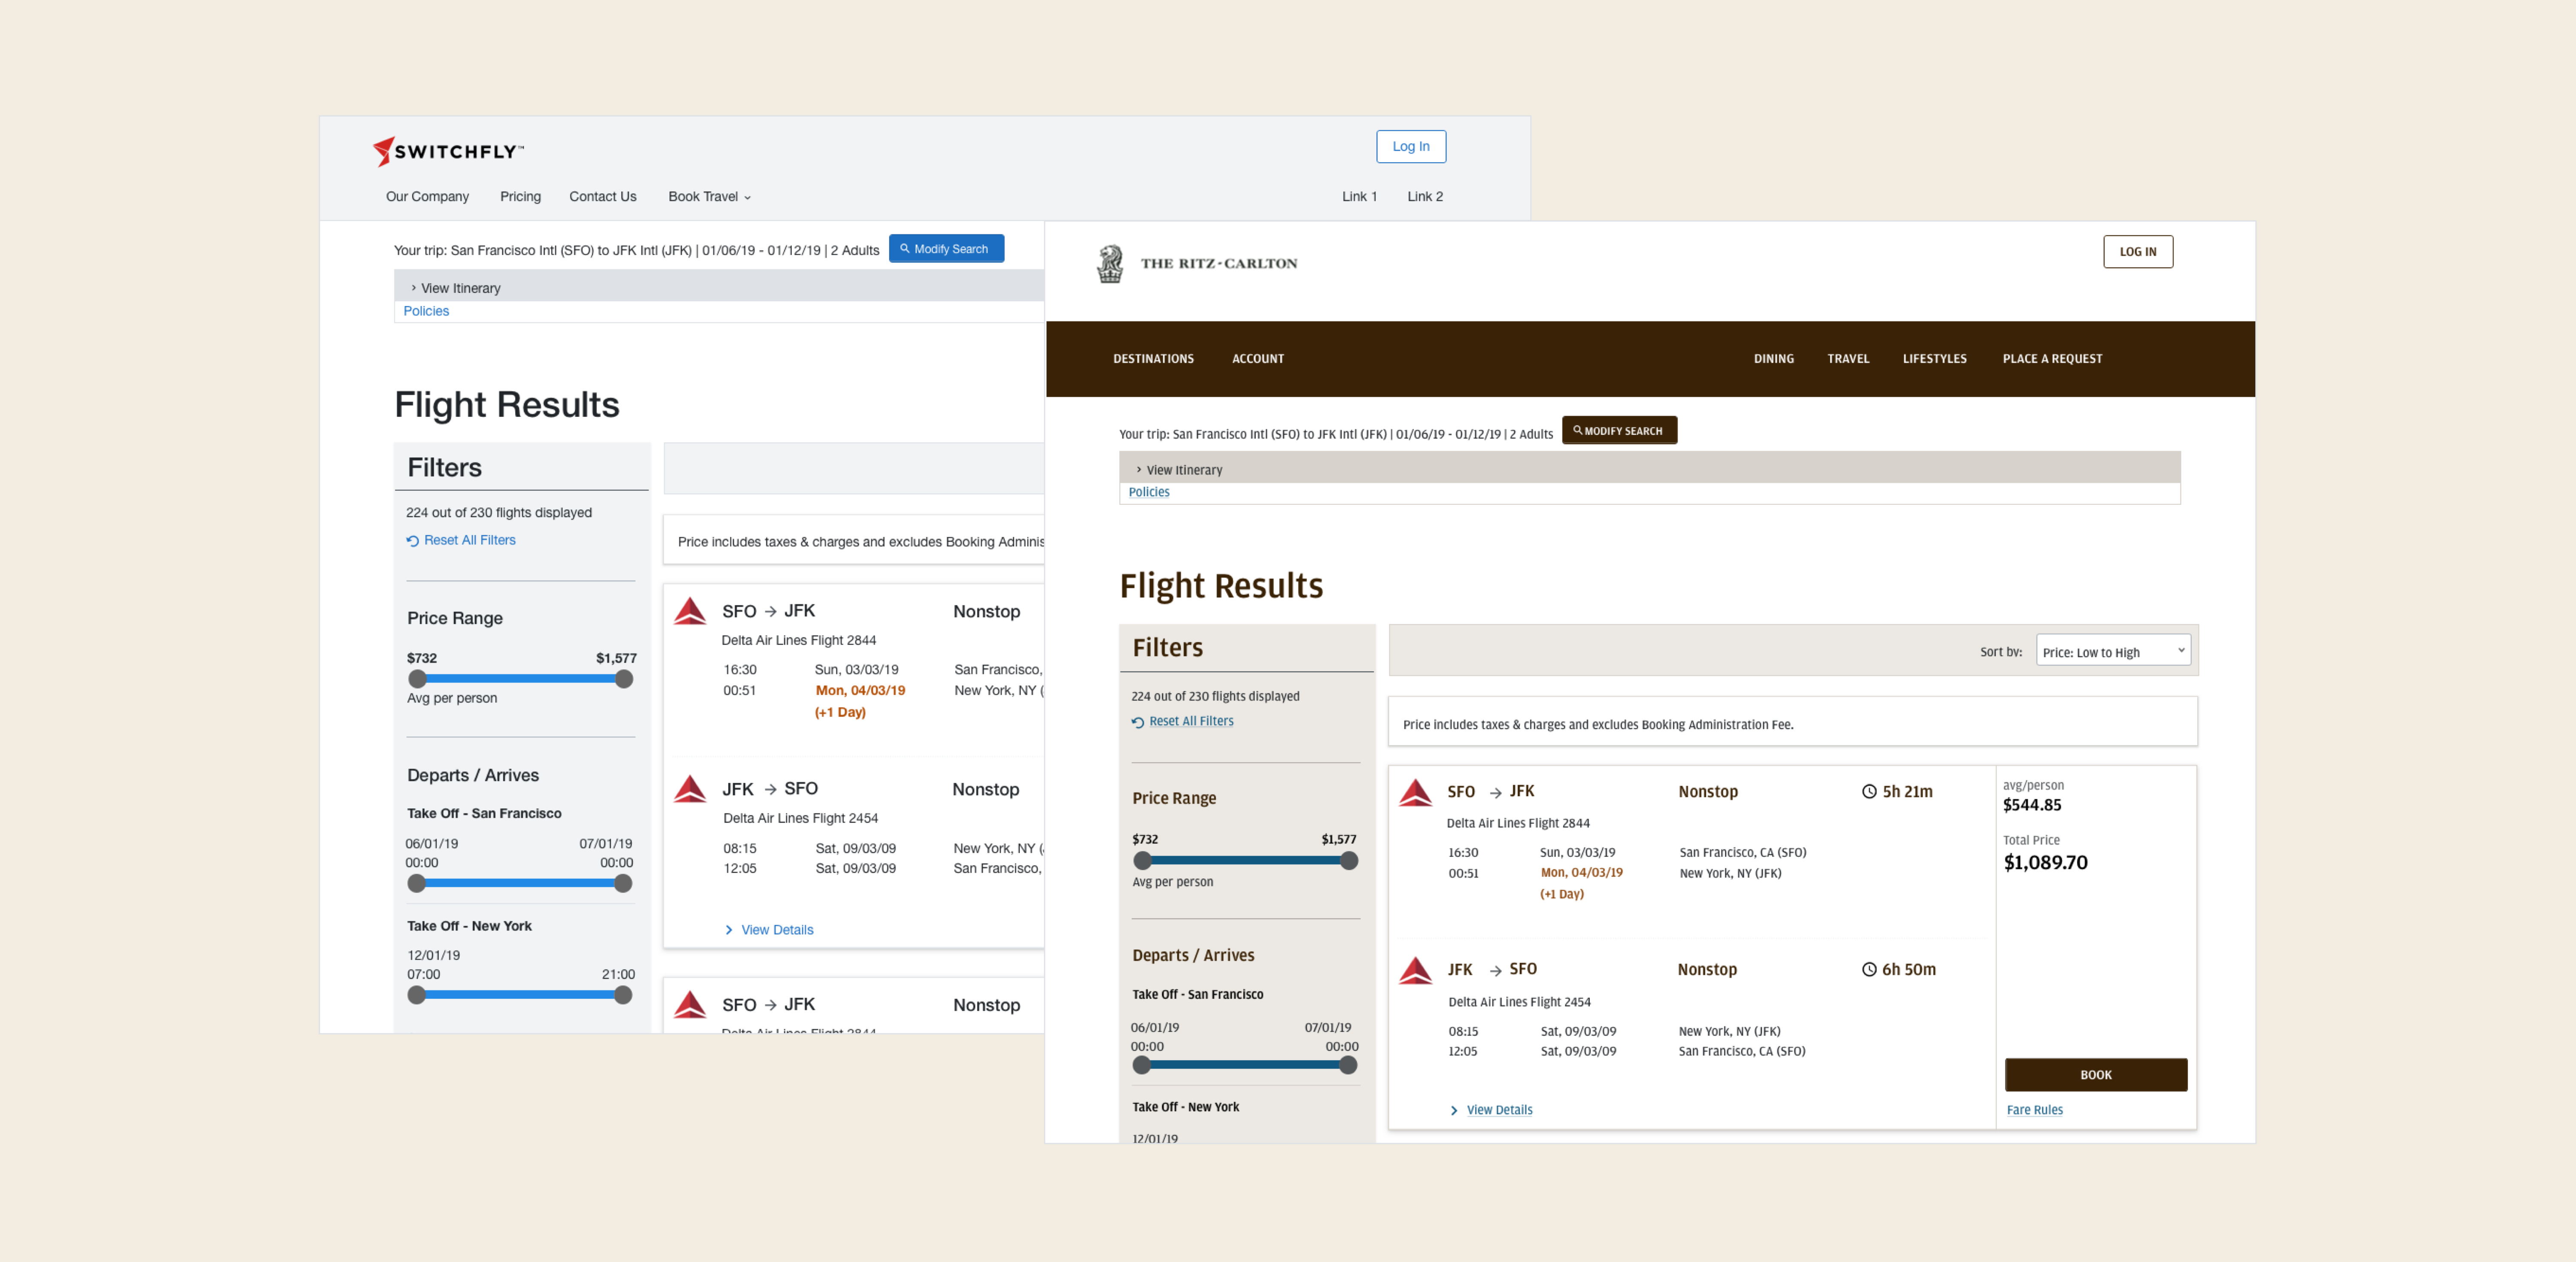 SWITCHFLY™
Log In
Our Company Pricing Contact Us Book Travel Link 1 Link 2
Your trip: San Francisco Intl (SFO) to JFK Intl (JFK) | 01/06/19 - 01/12/19 | 2 Adults Modify Search
View Itinerary
Policies
Flight Results
Filters
224 out of 230 flights displayed
Reset All Filters
Price Range
$732 $1,577
Avg per person
Departs / Arrives
Take Off - San Francisco
06/01/19 07/01/19
00:00 00:00
Take Off - New York
12/01/19
07:00 21:00
Price includes taxes & charges and excludes Booking Adminis
SFO → JFK Nonstop
Delta Air Lines Flight 2844
16:30 Sun, 03/03/19 San Francisco,
00:51 Mon, 04/03/19 New York, NY (
(+1 Day)
JFK → SFO Nonstop
Delta Air Lines Flight 2454
08:15 Sat, 09/03/09 New York, NY (
12:05 Sat, 09/03/09 San Francisco,
View Details
SFO → JFK Nonstop
Delta Air Lines Flight 2844
THE RITZ-CARLTON
LOG IN
DESTINATIONS ACCOUNT DINING TRAVEL LIFESTYLES PLACE A REQUEST
Your trip: San Francisco Intl (SFO) to JFK Intl (JFK) | 01/06/19 - 01/12/19 | 2 Adults MODIFY SEARCH
View Itinerary
Policies
Flight Results
Filters
224 out of 230 flights displayed
Reset All Filters
Price Range
$732 $1,577
Avg per person
Departs / Arrives
Take Off - San Francisco
06/01/19 07/01/19
00:00 00:00
Take Off - New York
12/01/19
Sort by: Price: Low to High
Price includes taxes & charges and excludes Booking Administration Fee.
SFO → JFK Nonstop 5h 21m
Delta Air Lines Flight 2844
16:30 Sun, 03/03/19 San Francisco, CA (SFO)
00:51 Mon, 04/03/19 New York, NY (JFK)
(+1 Day)
JFK → SFO Nonstop 6h 50m
Delta Air Lines Flight 2454
08:15 Sat, 09/03/09 New York, NY (JFK)
12:05 Sat, 09/03/09 San Francisco, CA (SFO)
View Details
avg/person
$544.85
Total Price
$1,089.70
BOOK
Fare Rules